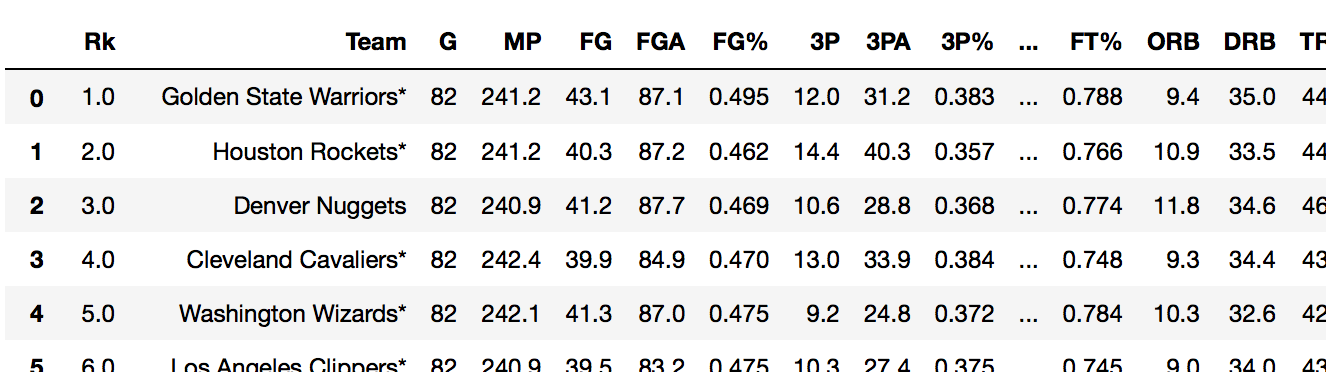 Rk Team G MP FG FGA FG% 3P 3PA 3P% ... FT% ORB DRB TR
0 1.0 Golden State Warriors* 82 241.2 43.1 87.1 0.495 12.0 31.2 0.383 ... 0.788 9.4 35.0 44
1 2.0 Houston Rockets* 82 241.2 40.3 87.2 0.462 14.4 40.3 0.357 ... 0.766 10.9 33.5 44
2 3.0 Denver Nuggets 82 240.9 41.2 87.7 0.469 10.6 28.8 0.368 ... 0.774 11.8 34.6 46
3 4.0 Cleveland Cavaliers* 82 242.4 39.9 84.9 0.470 13.0 33.9 0.384 ... 0.748 9.3 34.4 43
4 5.0 Washington Wizards* 82 242.1 41.3 87.0 0.475 9.2 24.8 0.372 ... 0.784 10.3 32.6 42
5 6.0 Los Angeles Clippers* 82 240.9 39.5 83.2 0.475 10.3 27.4 0.375 0.745 9.0 34.0 43